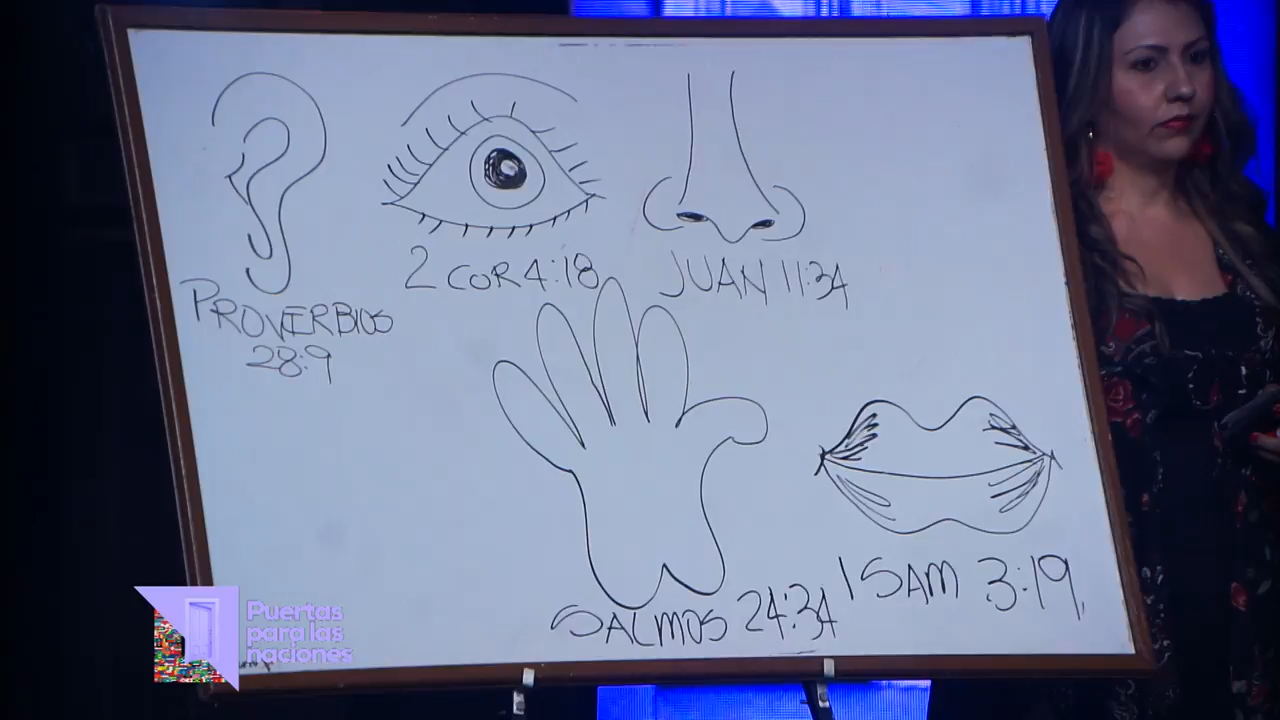 PROVERBIOS
28:9
2 COR 4:18
JUAN 11:34
SALMOS 24:34
1 SAM 3:19,
Puertas
para las
naciones